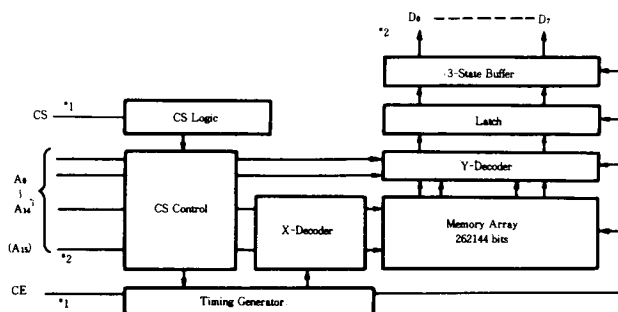 D₀ D₇
*2
3-State Buffer
CS *1
CS Logic
Latch
Y-Decoder
A₀
~
A₁₄
CS Control
X-Decoder
Memory Array
262144 bits
(A₁₅)
*2
CE
*1
Timing Generator